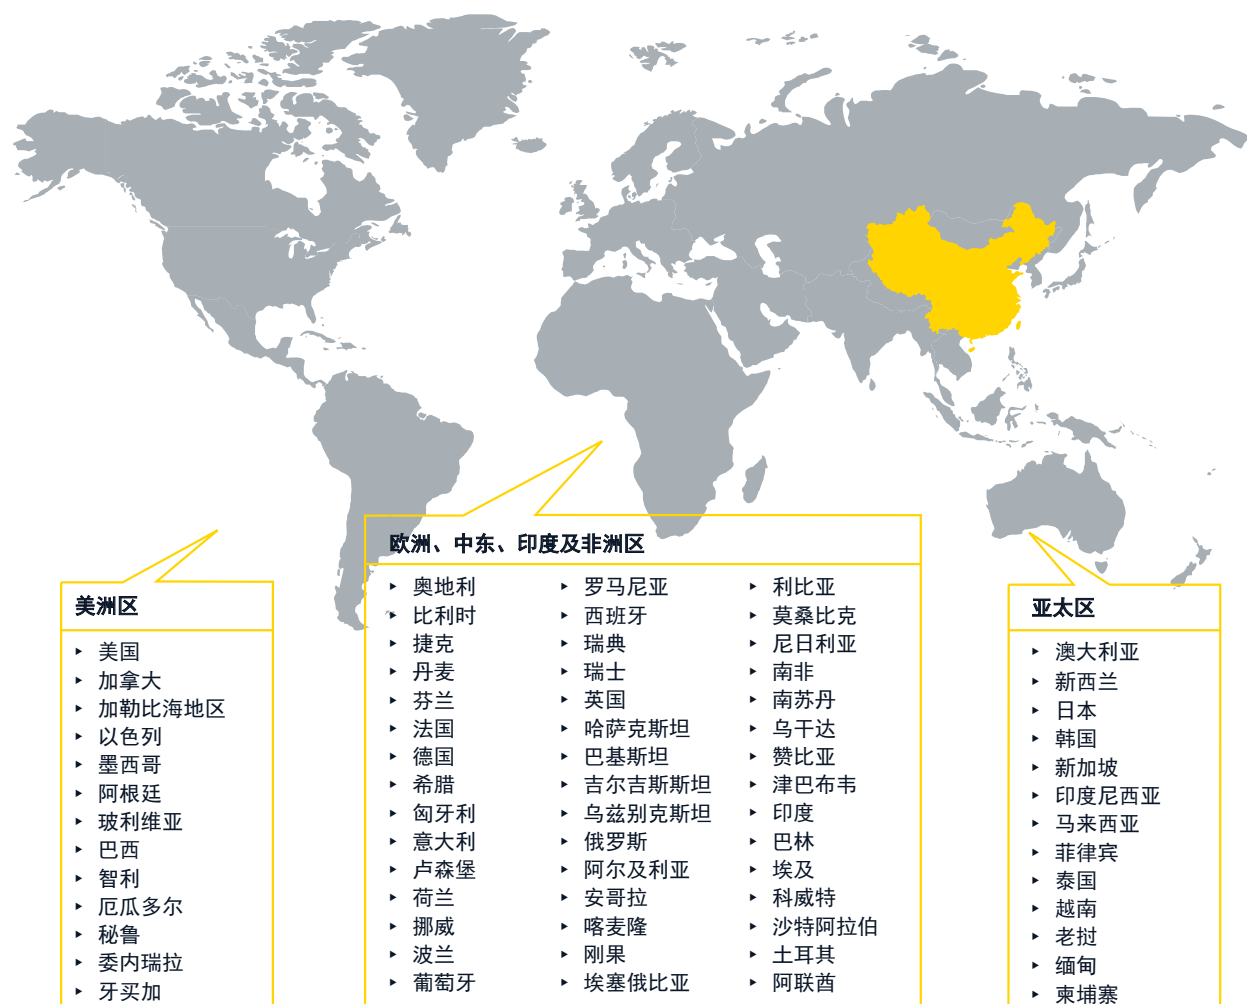 欧洲、中东、印度及非洲区
奥地利
比利时
捷克
丹麦
芬兰
法国
德国
希腊
匈牙利
意大利
卢森堡
荷兰
挪威
波兰
葡萄牙
罗马尼亚
西班牙
瑞典
瑞士
英国
哈萨克斯坦
巴基斯坦
吉尔吉斯斯坦
乌兹别克斯坦
俄罗斯
阿尔及利亚
安哥拉
喀麦隆
刚果
埃塞俄比亚
利比亚
莫桑比克
尼日利亚
南非
南苏丹
乌干达
赞比亚
津巴布韦
印度
巴林
埃及
科威特
沙特阿拉伯
土耳其
阿联酋
美洲区
美国
加拿大
加勒比海地区
以色列
墨西哥
阿根廷
玻利维亚
巴西
智利
厄瓜多尔
秘鲁
委内瑞拉
牙买加
亚太区
澳大利亚
新西兰
日本
韩国
新加坡
印度尼西亚
马来西亚
菲律宾
泰国
越南
老挝
缅甸
柬埔寨